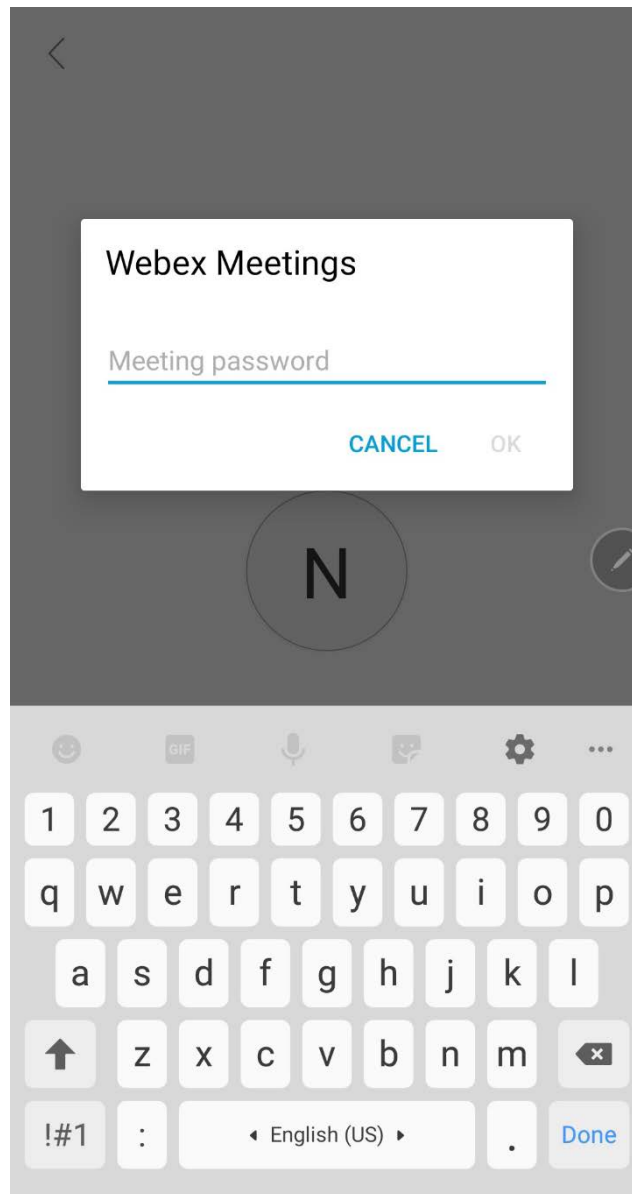 Webex Meetings
Meeting password
CANCEL OK
N
GIF
1 2 3 4 5 6 7 8 9 0
q w e r t y u i o p
a s d f g h j k l
z x c v b n m
!#1 : English (US) . Done